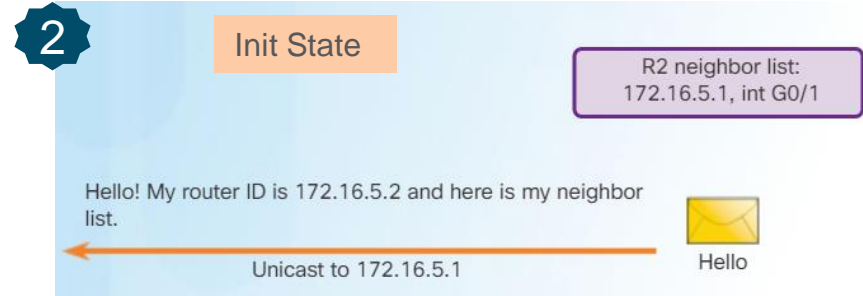 2
Init State
R2 neighbor list:
172.16.5.1, int G0/1
Hello! My router ID is 172.16.5.2 and here is my neighbor
list.
Unicast to 172.16.5.1
Hello